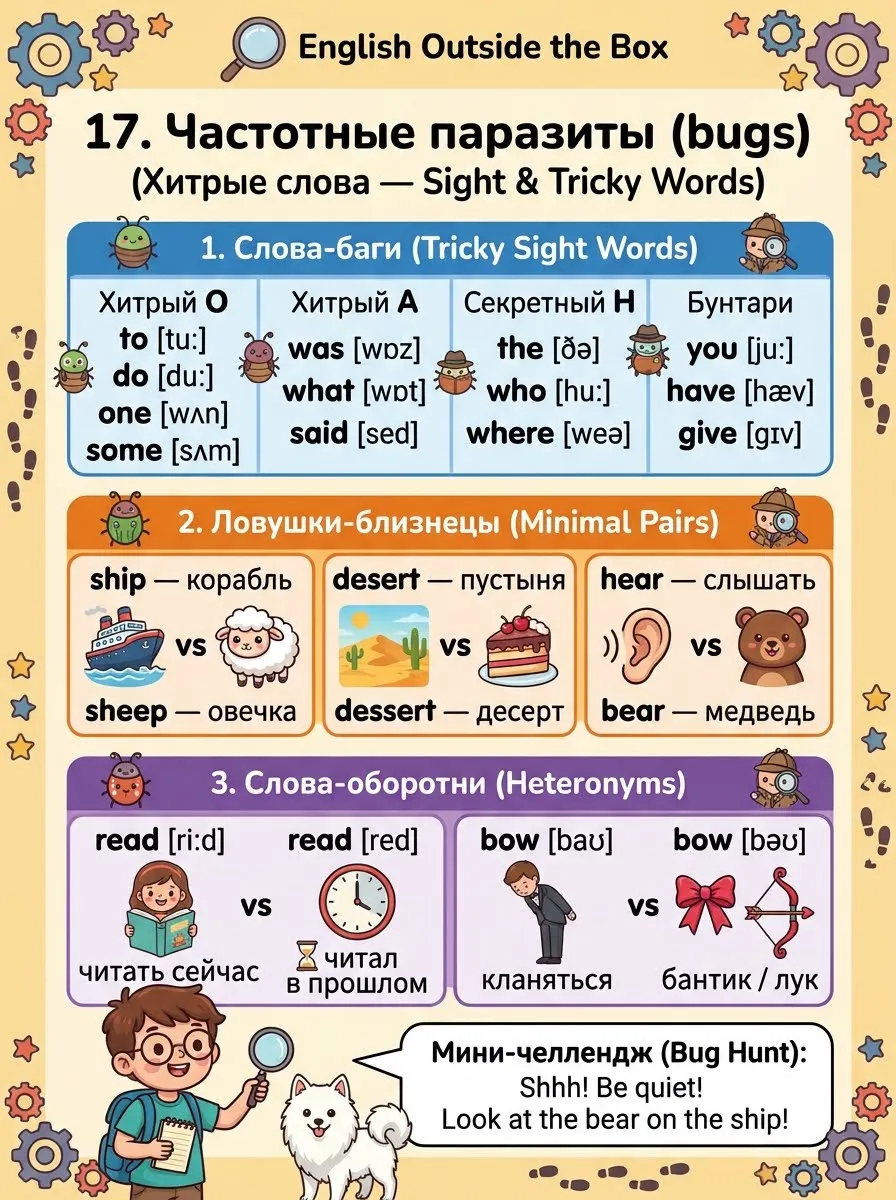 English Outside the Box
17. Частотные паразиты (bugs)
(Хитрые слова — Sight & Tricky Words)
1. Слова-баги (Tricky Sight Words)
Хитрый O
to [tu:]
do [du:]
one [wʌn]
some [sʌm]
Хитрый A
was [wɒz]
what [wɒt]
said [sed]
Секретный H
the [ðə]
who [hu:]
where [weə]
Бунтари
you [ju:]
have [hæv]
give [gɪv]
2. Ловушки-близнецы (Minimal Pairs)
ship — корабль
vs
sheep — овечка
desert — пустыня
vs
dessert — десерт
hear — слышать
vs
bear — медведь
3. Слова-оборотни (Heteronyms)
read [ri:d]
читать сейчас
vs
read [red]
читал
в прошлом
bow [baʊ]
кланяться
vs
bow [bəʊ]
бантик / лук
Мини-челлендж (Bug Hunt):
Shhh! Be quiet!
Look at the bear on the ship!